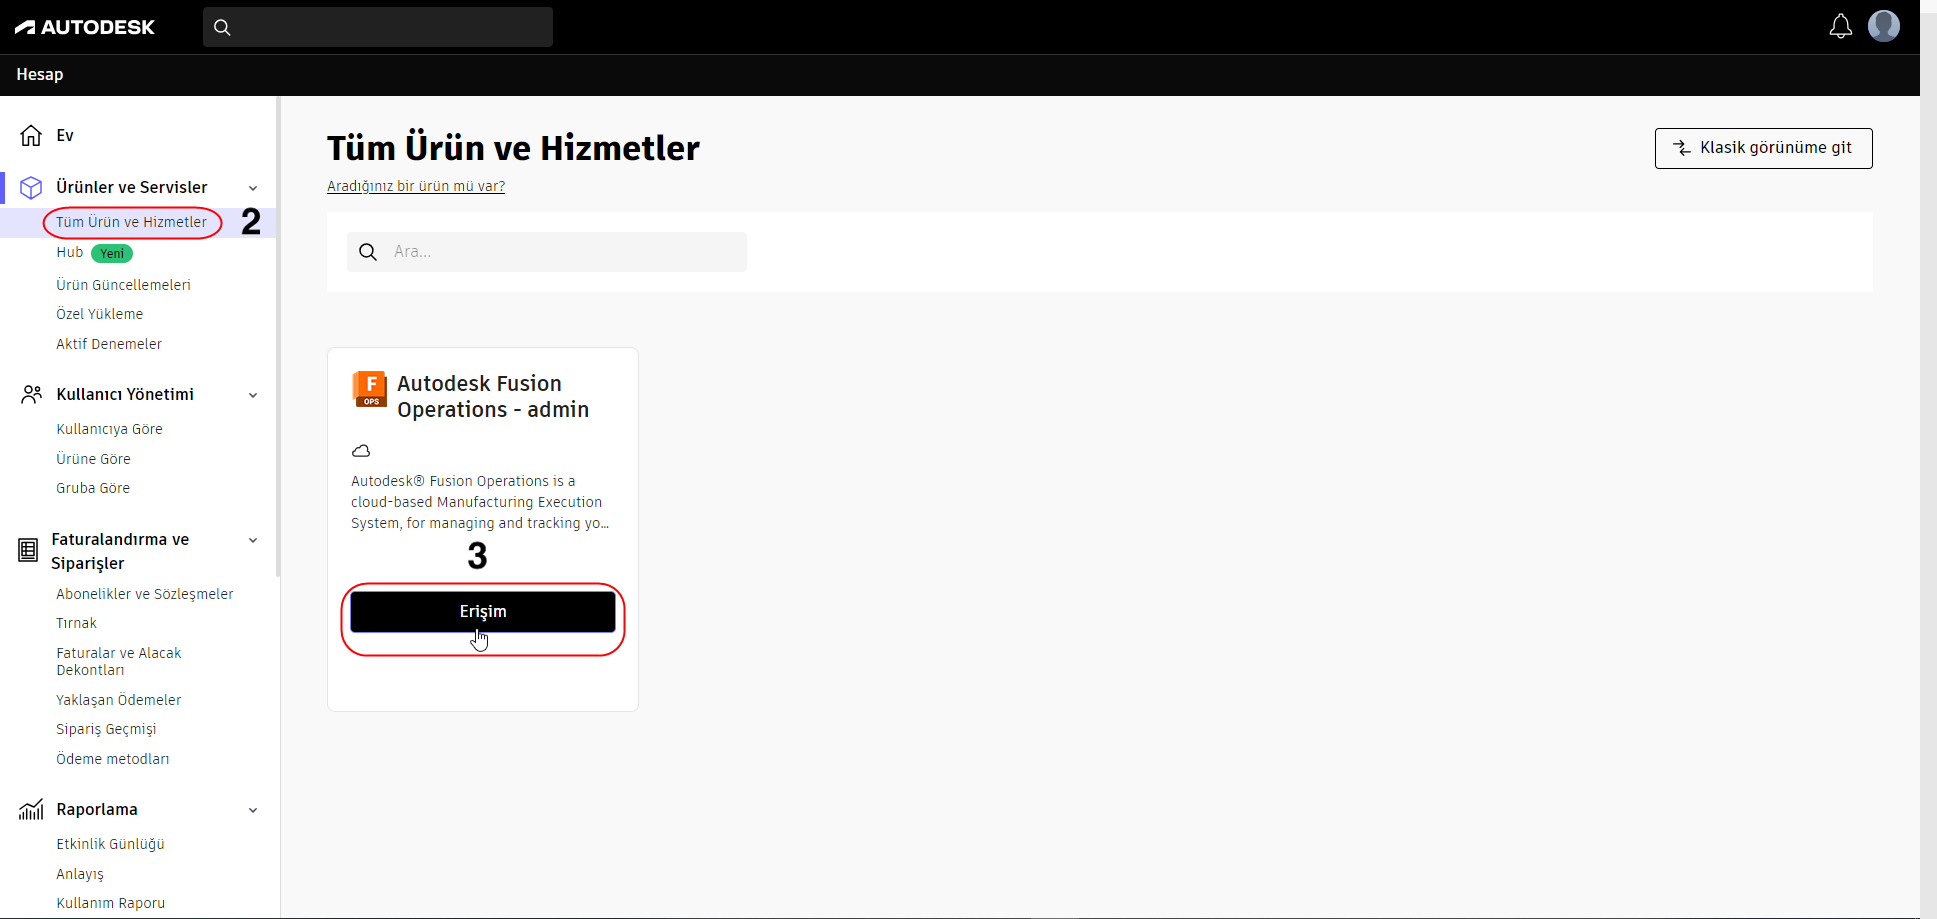 AUTODESK
Hesap
Ev
Ürünler ve Servisler
Tüm Ürün ve Hizmetler 2
Hub Yeni
Ürün Güncellemeleri
Özel Yükleme
Aktif Denemeler
Kullanıcı Yönetimi
Kullanıcıya Göre
Ürüne Göre
Gruba Göre
Faturalandırma ve
Siparişler
Abonelikler ve Sözleşmeler
Tırnak
Faturalar ve Alacak
Dekontları
Yaklaşan Ödemeler
Sipariş Geçmişi
Ödeme metodları
Raporlama
Etkinlik Günlüğü
Anlayış
Kullanım Raporu
Tüm Ürün ve Hizmetler
Klasik görünüme git
Aradığınız bir ürün mü var?
Ara...
F
OPS
Autodesk Fusion
Operations - admin
Autodesk® Fusion Operations is a
cloud-based Manufacturing Execution
System, for managing and tracking yo...
3
Erişim